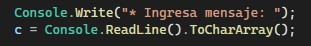 Console.Write("* Ingresa mensaje: ");
c = Console.ReadLine().ToCharArray();